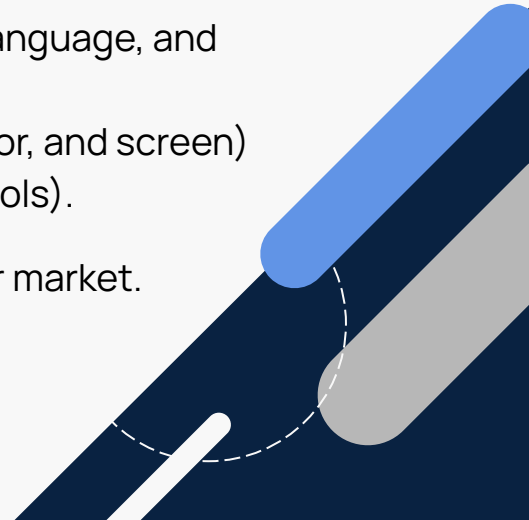 anguage, and
or, and screen)
ols).
r market.